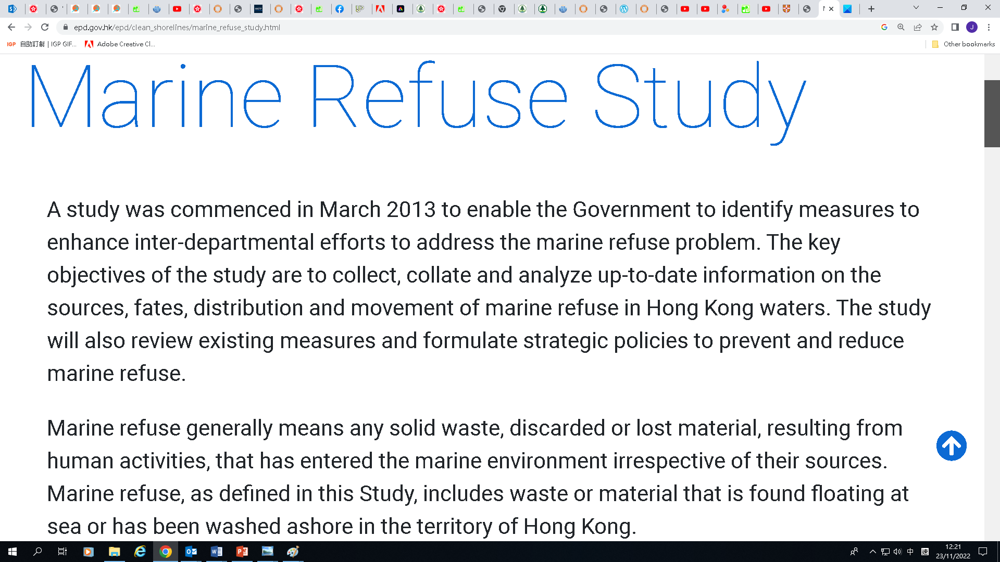 epd.gov.hk/epd/clean_shorelines/marine_refuse_study.html
J
IGP 自助訂製 | IGP GIF...
Adobe Creative Cl...
Other bookmarks
Marine Refuse Study
A study was commenced in March 2013 to enable the Government to identify measures to
enhance inter-departmental efforts to address the marine refuse problem. The key
objectives of the study are to collect, collate and analyze up-to-date information on the
sources, fates, distribution and movement of marine refuse in Hong Kong waters. The study
will also review existing measures and formulate strategic policies to prevent and reduce
marine refuse.
Marine refuse generally means any solid waste, discarded or lost material, resulting from
human activities, that has entered the marine environment irrespective of their sources.
Marine refuse, as defined in this Study, includes waste or material that is found floating at
sea or has been washed ashore in the territory of Hong Kong.
中
速
12:21
23/11/2022